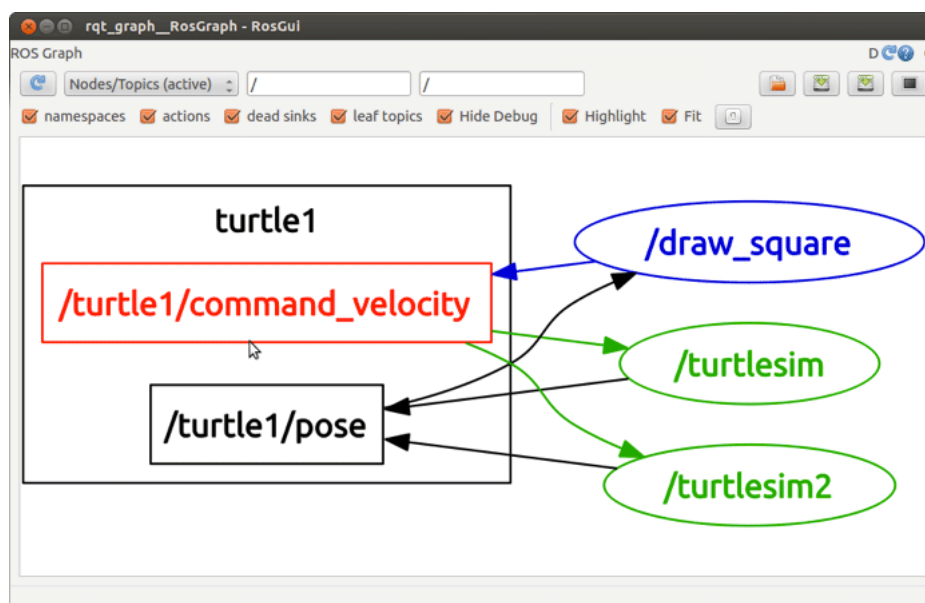 rqt_graph__RosGraph - RosGui
ROS Graph D
Nodes/Topics (active) / /
namespaces actions dead sinks leaf topics Hide Debug Highlight Fit
turtle1
/draw_square
/turtle1/command_velocity
/turtlesim
/turtle1/pose
/turtlesim2